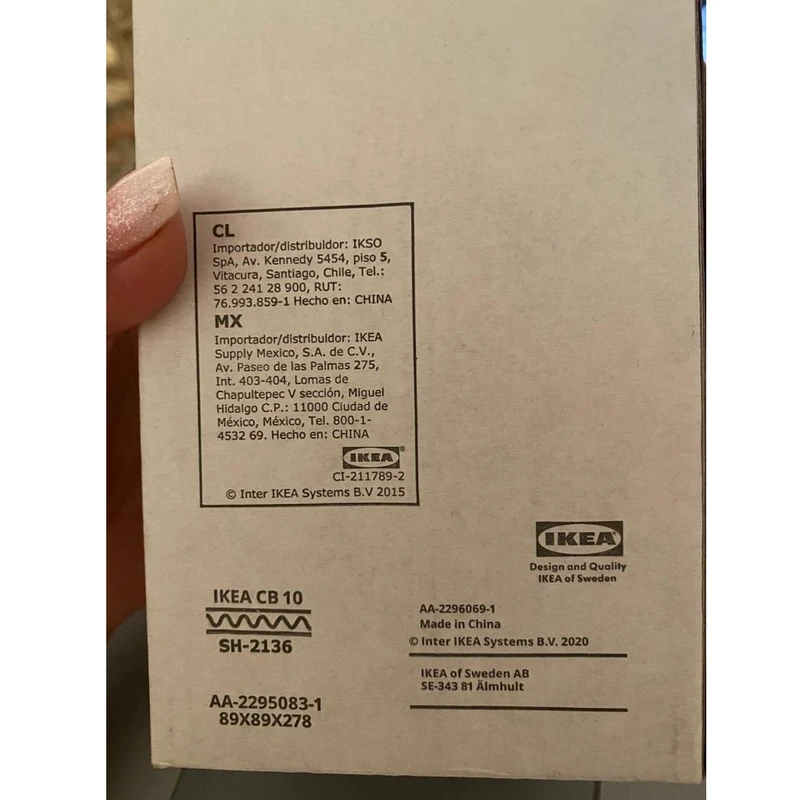 CL
Importador/distribuidor: IKSO
SpA, Av. Kennedy 5454, piso 5,
Vitacura, Santiago, Chile, Tel.:
56 2 241 28 900, RUT:
76.993.859-1 Hecho en: CHINA
MX
Importador/distribuidor: IKEA
Supply Mexico, S.A. de C.V.,
Av. Paseo de las Palmas 275,
Int. 403-404, Lomas de
Chapultepec V sección, Miguel
Hidalgo C.P.: 11000 Ciudad de
México, México, Tel. 800-1-
4532 69. Hecho en: CHINA
IKEA®
CI-211789-2
© Inter IKEA Systems B.V 2015
IKEA®
Design and Quality
IKEA of Sweden
IKEA CB 10
SH-2136
AA-2295083-1
89X89X278
AA-2296069-1
Made in China
© Inter IKEA Systems B.V. 2020
IKEA of Sweden AB
SE-343 81 Älmhult